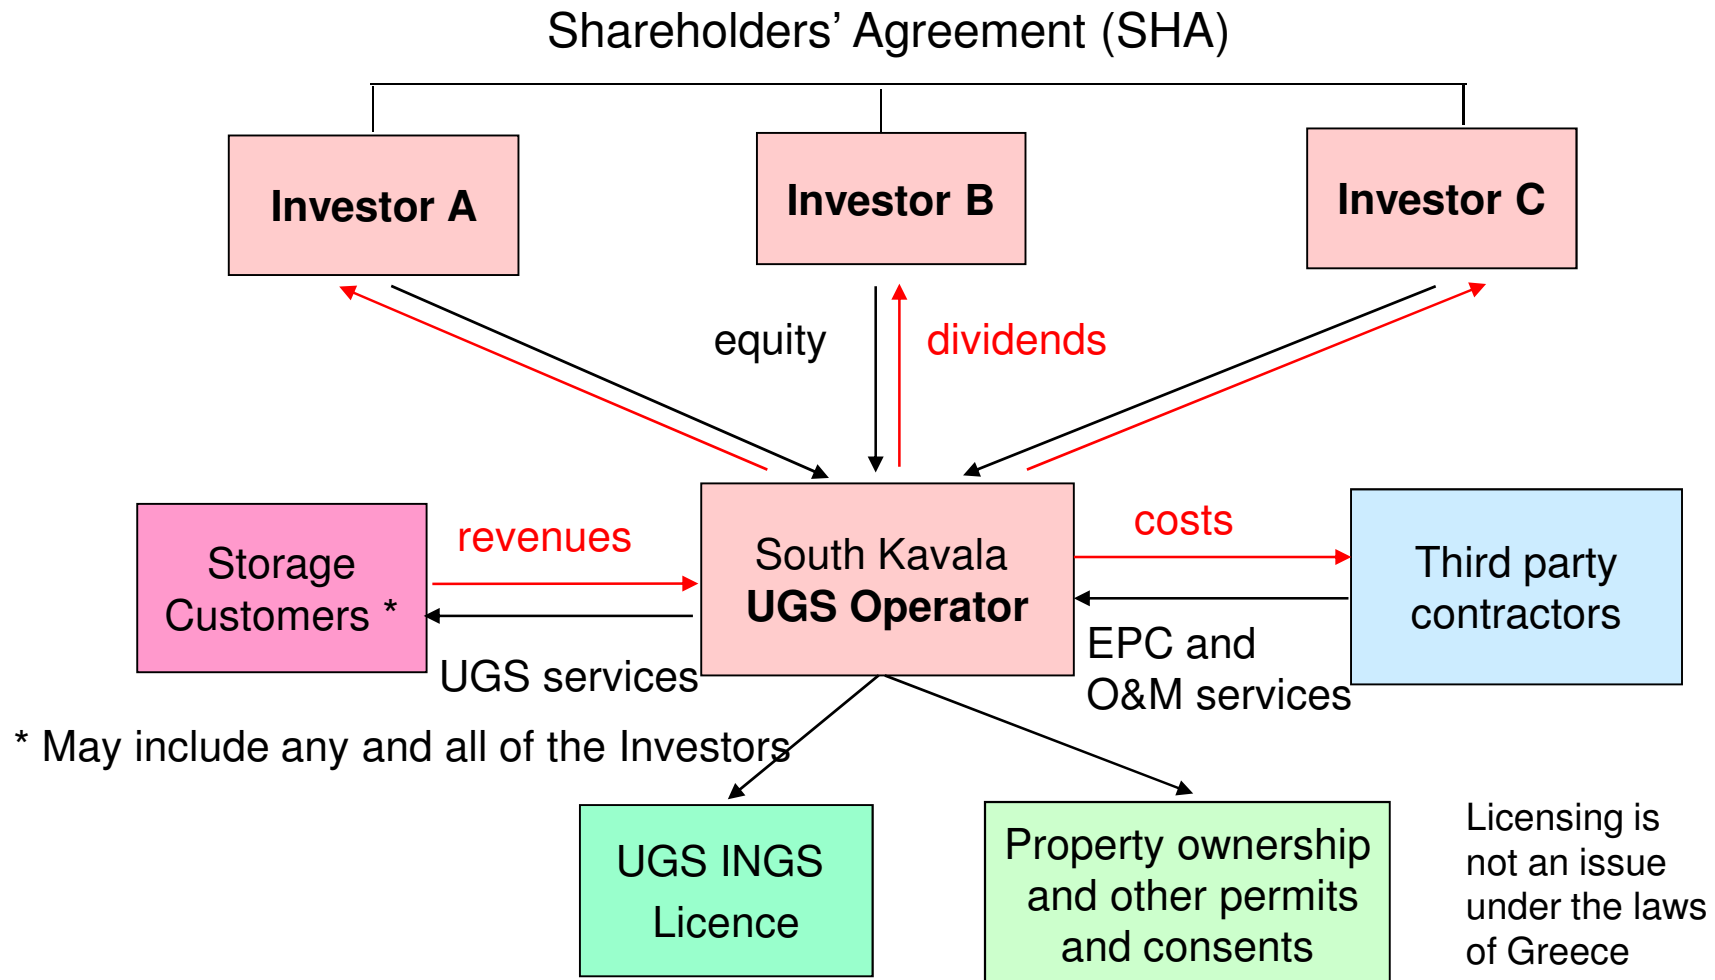 Shareholders’ Agreement (SHA)
Investor A
Investor B
Investor C
equity
dividends
revenues
costs
Storage
Customers *
South Kavala
UGS Operator
Third party
contractors
UGS services
EPC and
O&M services
* May include any and all of the Investors
UGS INGS
Licence
Property ownership
and other permits
and consents
Licensing is
not an issue
under the laws
of Greece